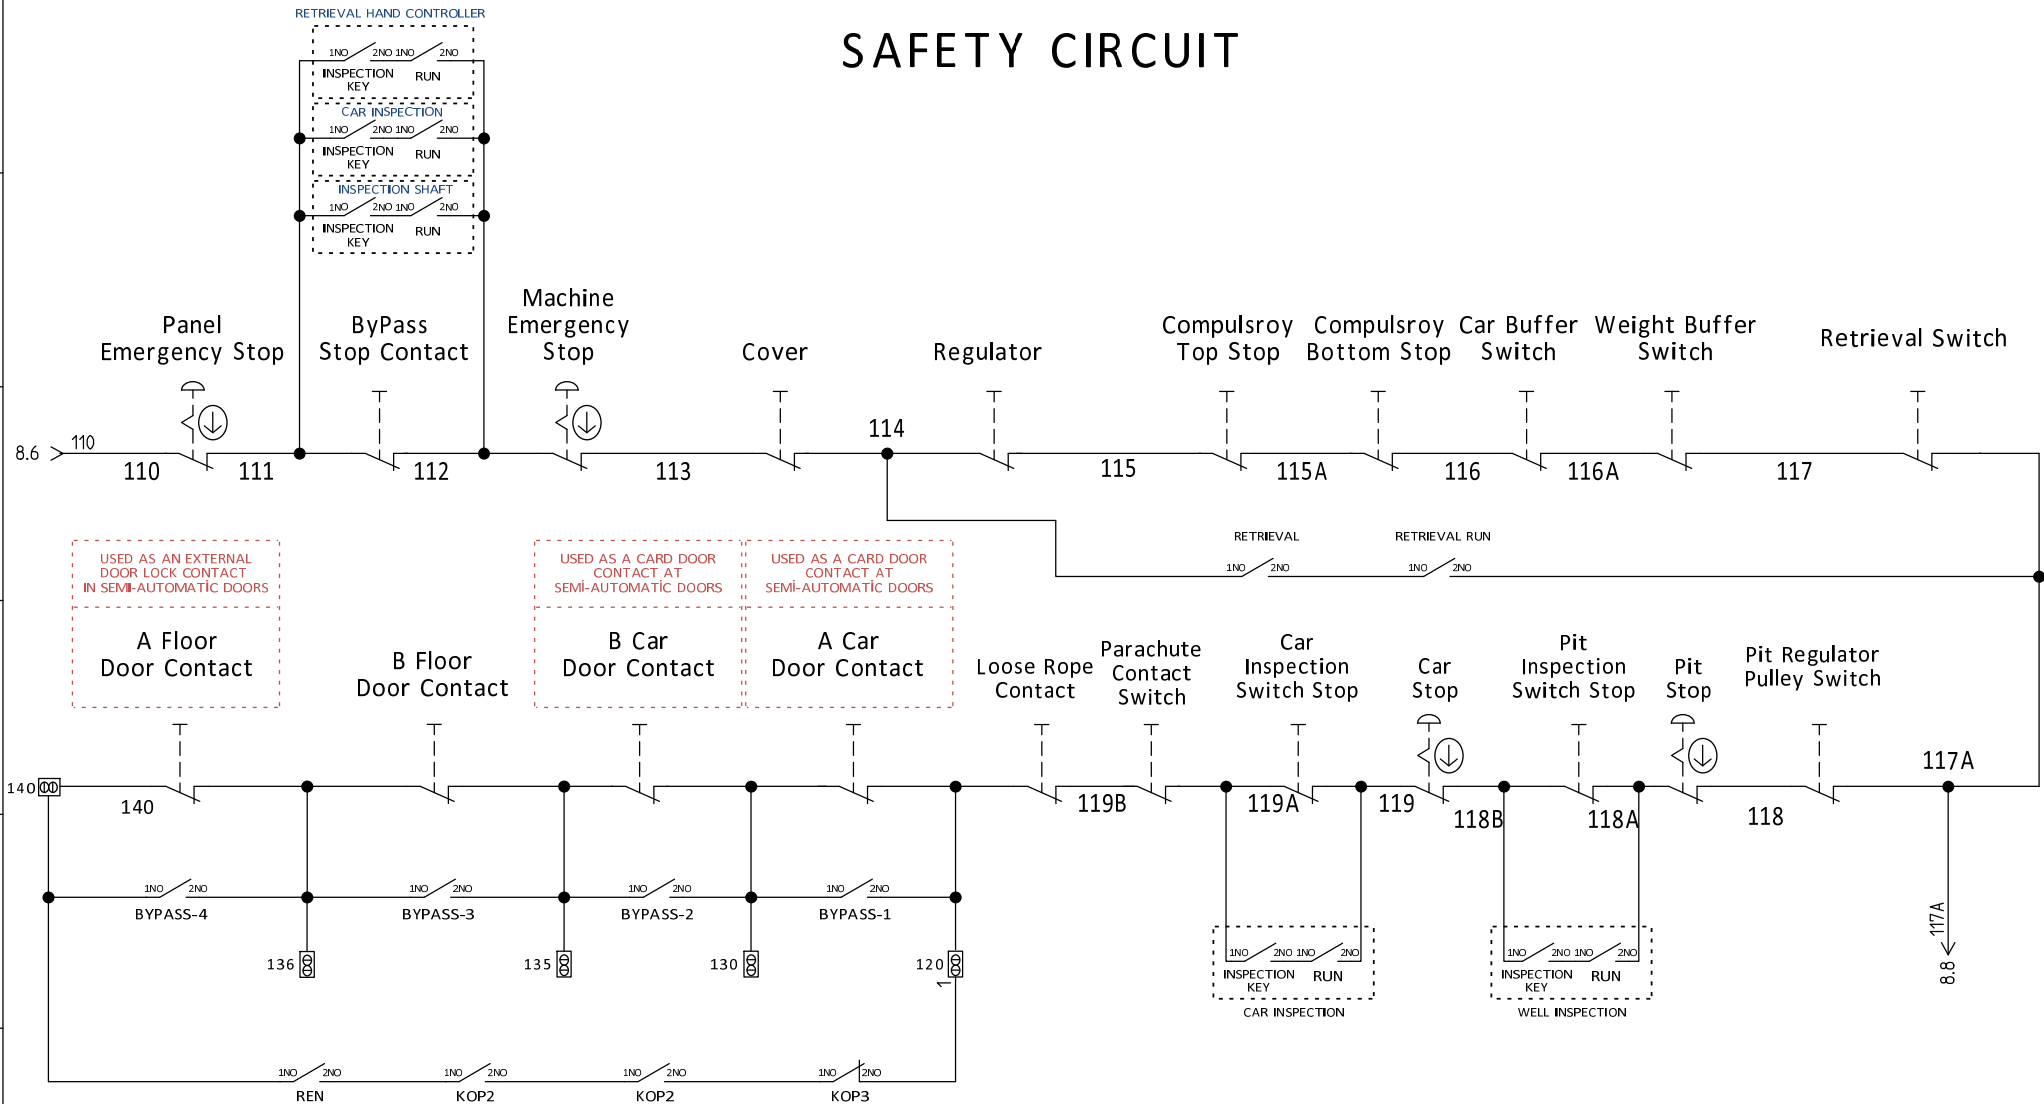 SAFETY CIRCUIT
RETRIEVAL HAND CONTROLLER
1NO 2NO 1NO 2NO
INSPECTION
KEY
RUN
CAR INSPECTION
1NO 2NO 1NO 2NO
INSPECTION
KEY
RUN
INSPECTION SHAFT
1NO 2NO 1NO 2NO
INSPECTION
KEY
RUN
Panel
Emergency Stop
ByPass
Stop Contact
Machine
Emergency
Stop
Cover
Regulator
Compulsroy
Top Stop
Compulsroy
Bottom Stop
Car Buffer
Switch
Weight Buffer
Switch
Retrieval Switch
8.6
110
110
111
112
113
114
115
115A
116
116A
117
RETRIEVAL
1NO 2NO
RETRIEVAL RUN
1NO 2NO
USED AS AN EXTERNAL
DOOR LOCK CONTACT
IN SEMI-AUTOMATİC DOORS
A Floor
Door Contact
B Floor
Door Contact
USED AS A CARD DOOR
CONTACT AT
SEMİ-AUTOMATİC DOORS
B Car
Door Contact
USED AS A CARD DOOR
CONTACT AT
SEMİ-AUTOMATİC DOORS
A Car
Door Contact
Loose Rope
Contact
Parachute
Contact
Switch
Car
Inspection
Switch Stop
Car
Stop
Pit
Inspection
Switch Stop
Pit
Stop
Pit Regulator
Pulley Switch
140
140
119B
119A
119
118B
118A
118
117A
1NO 2NO
BYPASS-4
1NO 2NO
BYPASS-3
1NO 2NO
BYPASS-2
1NO 2NO
BYPASS-1
136
135
130
120
1
1NO 2NO 1NO 2NO
INSPECTION
KEY
RUN
CAR INSPECTION
1NO 2NO 1NO 2NO
INSPECTION
KEY
RUN
WELL INSPECTION
117A
8.8
1NO 2NO
REN
1NO 2NO
KOP2
1NO 2NO
KOP2
1NO 2NO
KOP3